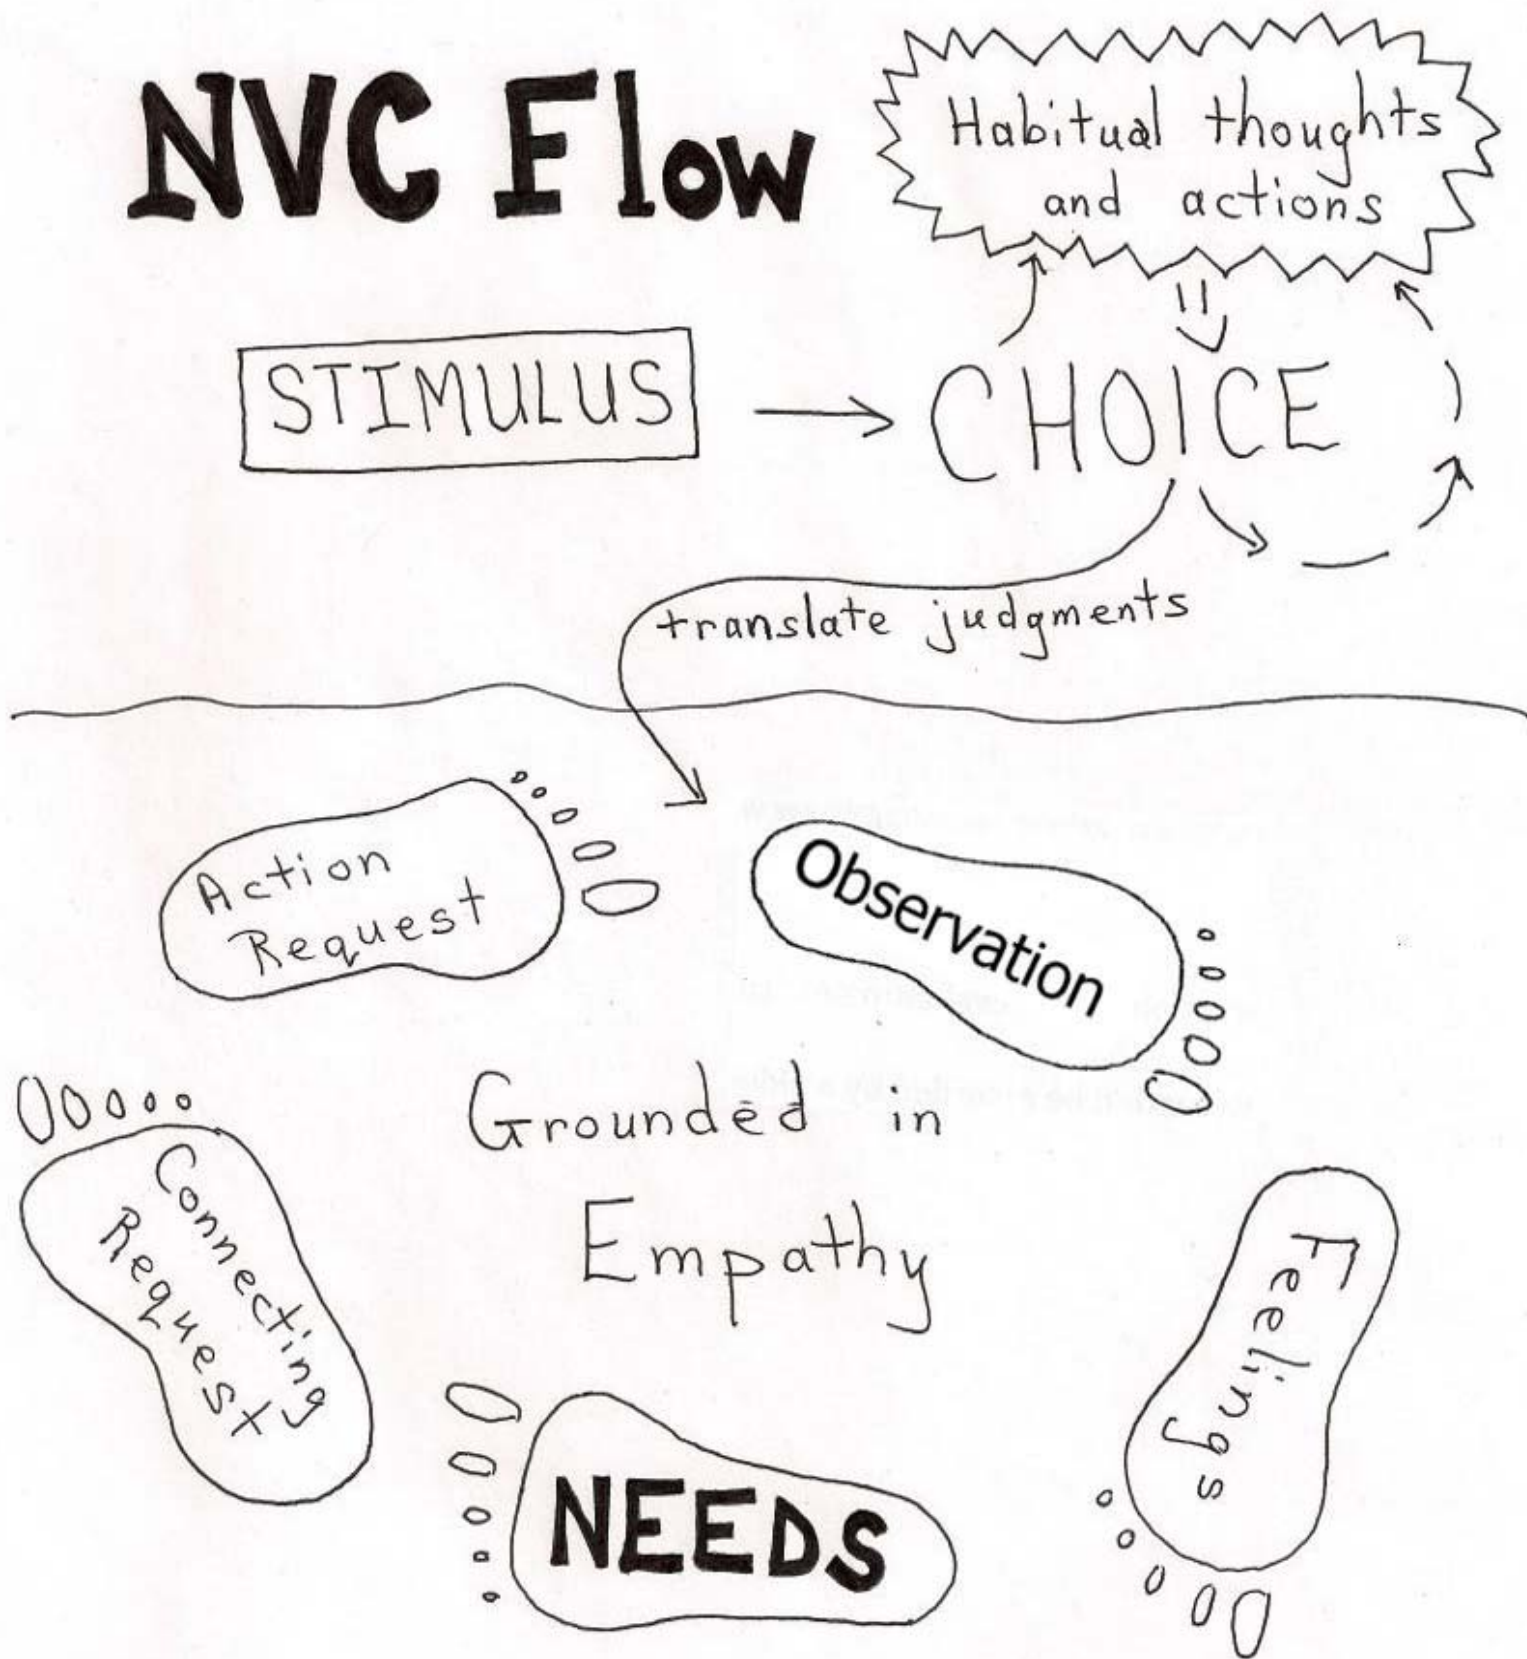 NVC Flow
Habitual thoughts
and actions
STIMULUS
CHOICE
translate judgments
Action
Request
Observation
Grounded in
Empathy
Connecting
Request
Feelings
NEEDS